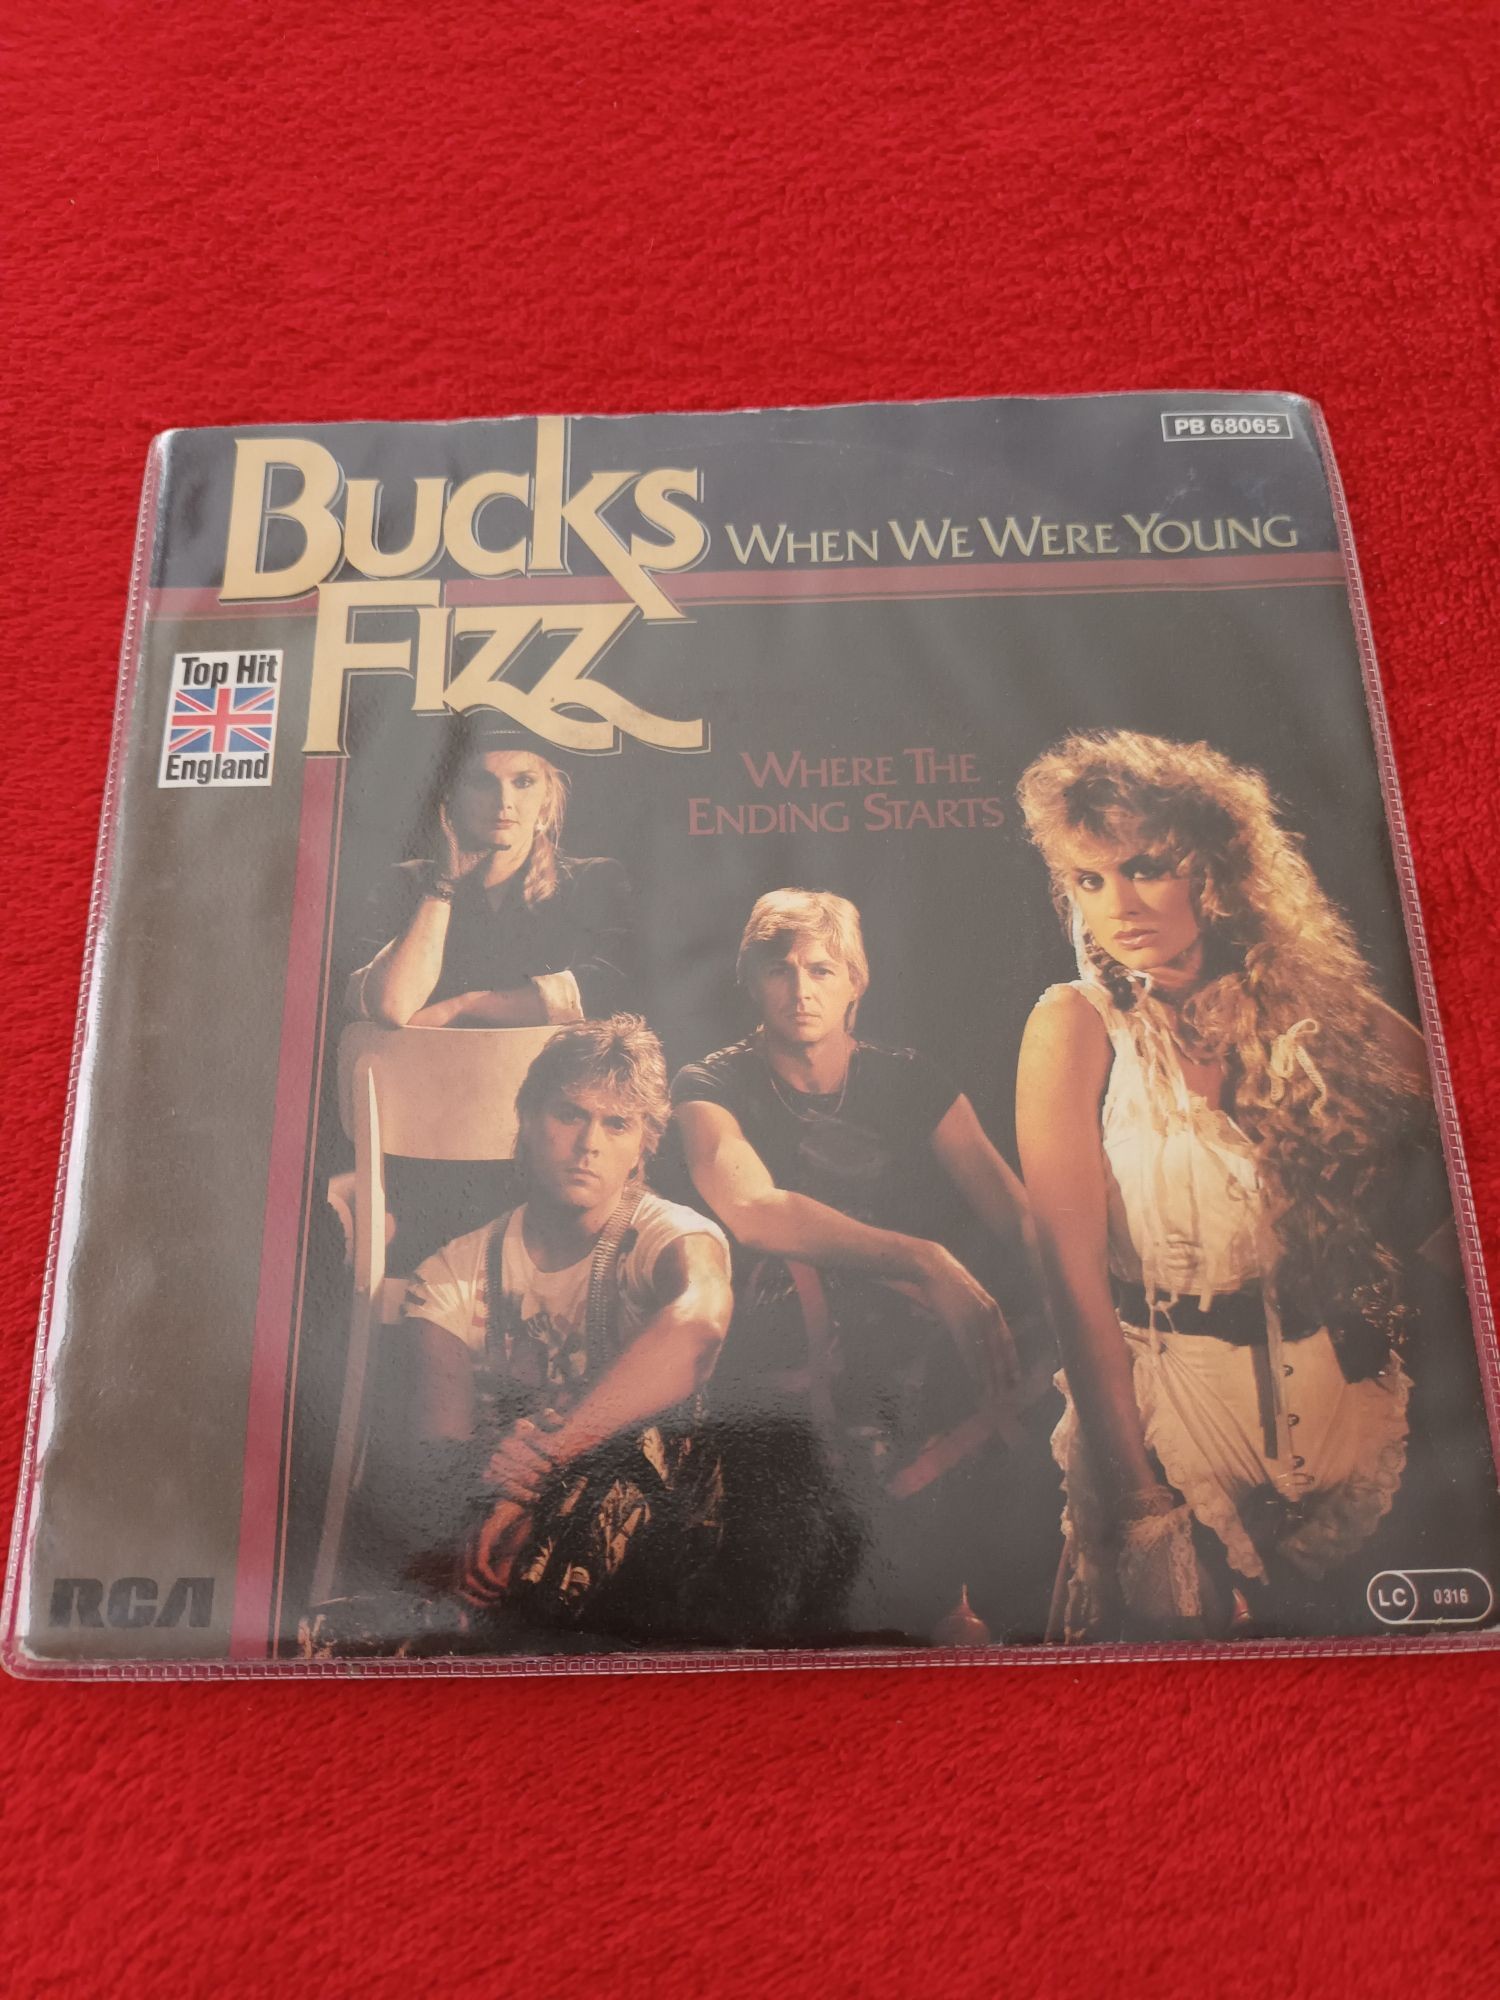 PB 68065
Bucks
Fizz
When We Were Young
Top Hit
England
Where The
Ending Starts
RCA
LC 0316